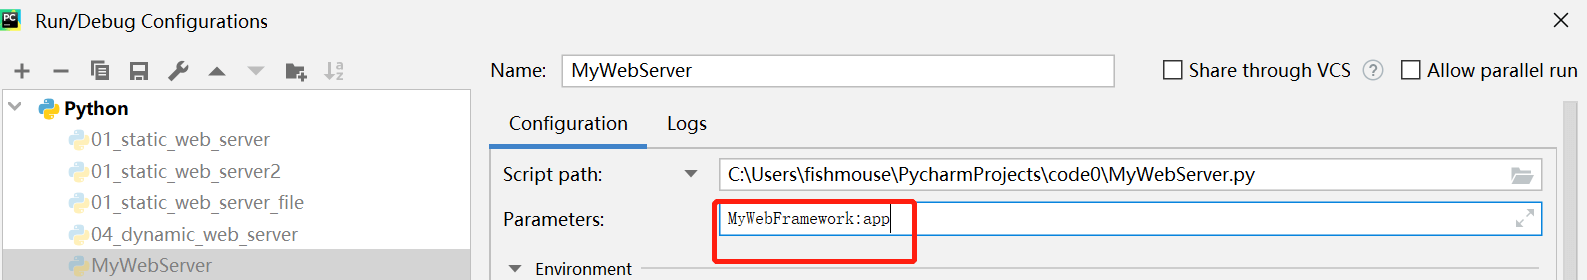 PC
Run/Debug Configurations
Name: MyWebServer
Share through VCS ?
Allow parallel run
Python
01_static_web_server
01_static_web_server2
01_static_web_server_file
04_dynamic_web_server
MyWebServer
Configuration Logs
Script path: C:\Users\fishmouse\PycharmProjects\code0\MyWebServer.py
Parameters: MyWebFramework:app
Environment